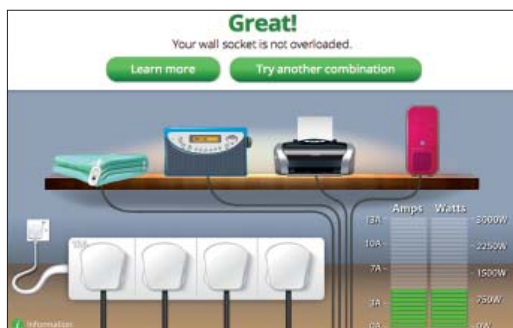 Great!
Your wall socket is not overloaded.
Learn more
Try another combination
Amps
Watts
13A
3000W
10A
2250W
7A
1500W
3A
750W
0A
0W
Information